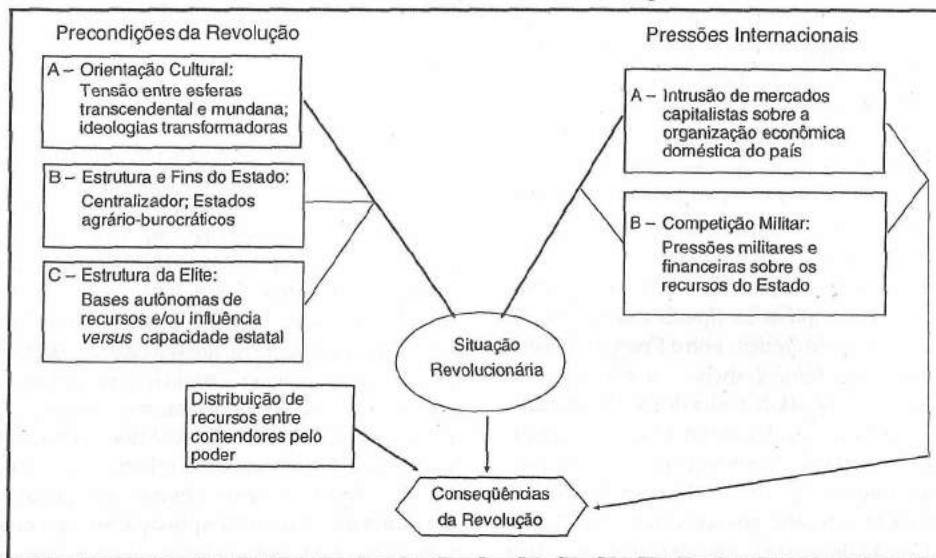 Precondições da Revolução
A – Orientação Cultural:
Tensão entre esferas
transcendental e mundana;
ideologias transformadoras
B – Estrutura e Fins do Estado:
Centralizador; Estados
agrário-burocráticos
C – Estrutura da Elite:
Bases autônomas de
recursos e/ou influência
versus capacidade estatal
Pressões Internacionais
A – Intrusão de mercados
capitalistas sobre a
organização econômica
doméstica do país
B – Competição Militar:
Pressões militares e
financeiras sobre os
recursos do Estado
Situação
Revolucionária
Distribuição de
recursos entre
contendores pelo
poder
Conseqüências
da Revolução